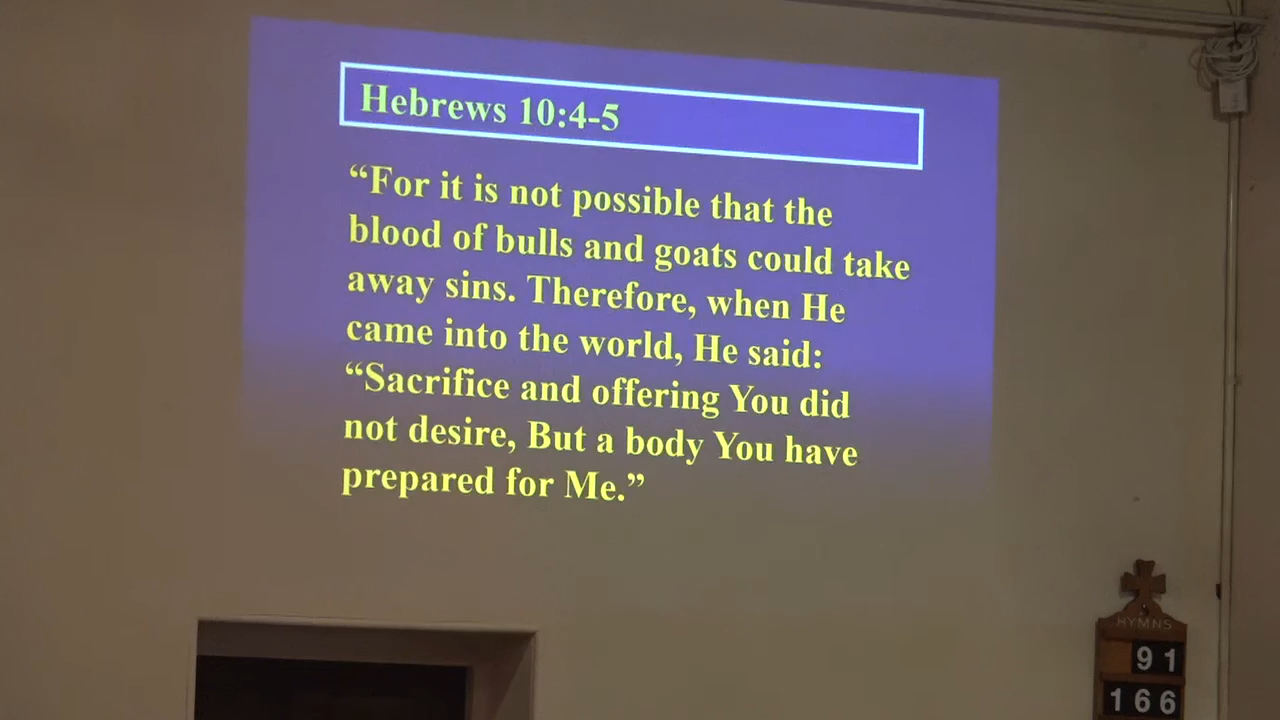 Hebrews 10:4-5
“For it is not possible that the
blood of bulls and goats could take
away sins. Therefore, when He
came into the world, He said:
“Sacrifice and offering You did
not desire, But a body You have
prepared for Me.”
HYMNS
91
166